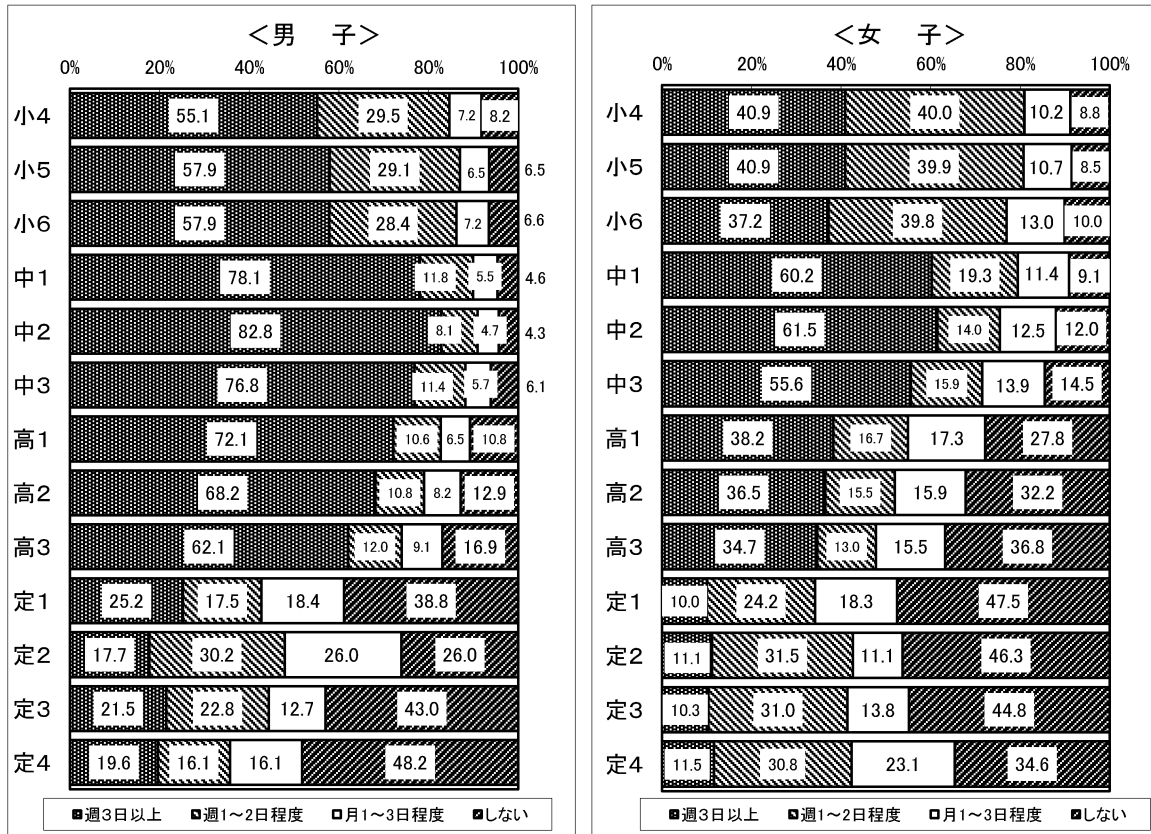 ＜男　子＞
0% 20% 40% 60% 80% 100%
小4 55.1 29.5 7.2 8.2
小5 57.9 29.1 6.5 6.5
小6 57.9 28.4 7.2 6.6
中1 78.1 11.8 5.5 4.6
中2 82.8 8.1 4.7 4.3
中3 76.8 11.4 5.7 6.1
高1 72.1 10.6 6.5 10.8
高2 68.2 10.8 8.2 12.9
高3 62.1 12.0 9.1 16.9
定1 25.2 17.5 18.4 38.8
定2 17.7 30.2 26.0 26.0
定3 21.5 22.8 12.7 43.0
定4 19.6 16.1 16.1 48.2
週3日以上 週1～2日程度 月1～3日程度 しない
＜女　子＞
0% 20% 40% 60% 80% 100%
小4 40.9 40.0 10.2 8.8
小5 40.9 39.9 10.7 8.5
小6 37.2 39.8 13.0 10.0
中1 60.2 19.3 11.4 9.1
中2 61.5 14.0 12.5 12.0
中3 55.6 15.9 13.9 14.5
高1 38.2 16.7 17.3 27.8
高2 36.5 15.5 15.9 32.2
高3 34.7 13.0 15.5 36.8
定1 10.0 24.2 18.3 47.5
定2 11.1 31.5 11.1 46.3
定3 10.3 31.0 13.8 44.8
定4 11.5 30.8 23.1 34.6
週3日以上 週1～2日程度 月1～3日程度 しない